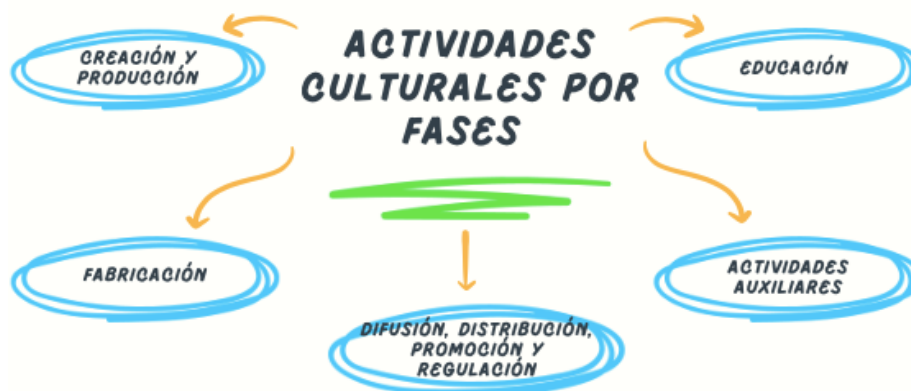 ACTIVIDADES
CULTURALES POR
FASES
CREACIÓN Y
PRODUCCIÓN
EDUCACIÓN
FABRICACIÓN
ACTIVIDADES
AUXILIARES
DIFUSIÓN, DISTRIBUCIÓN,
PROMOCIÓN Y
REGULACIÓN